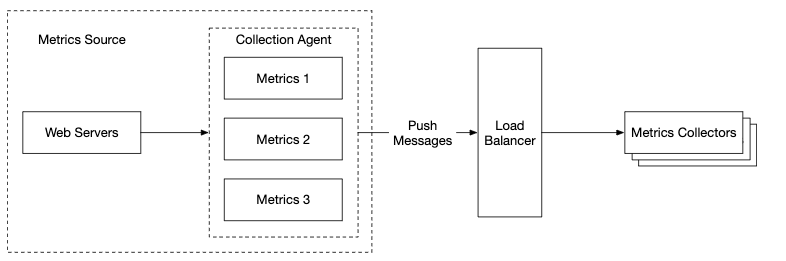 Metrics Source
Collection Agent
Metrics 1
Web Servers
Metrics 2
Metrics 3
Push
Messages
Load
Balancer
Metrics Collectors